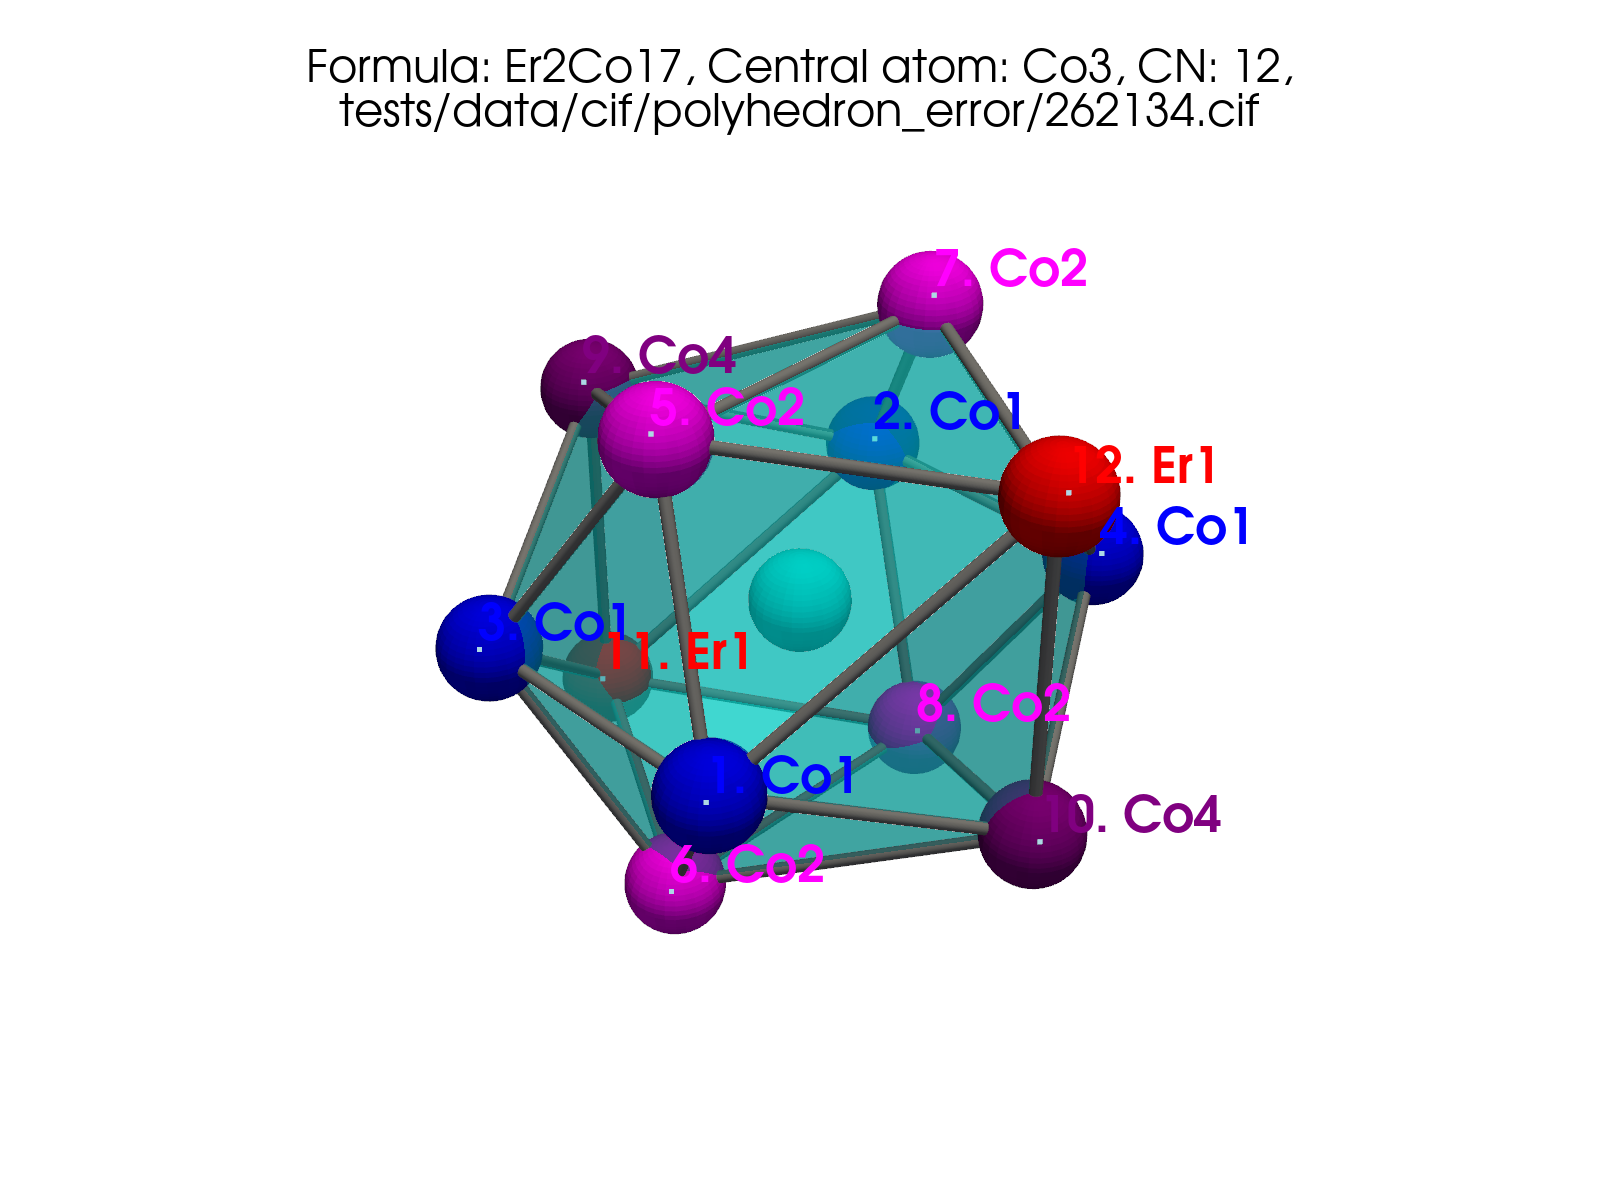 Formula: Er2Co17, Central atom: Co3, CN: 12,
tests/data/cif/polyhedron_error/262134.cif
7. Co2
9. Co4
5. Co2
2. Co1
12. Er1
4. Co1
3. Co1
11. Er1
8. Co2
1. Co1
10. Co4
6. Co2